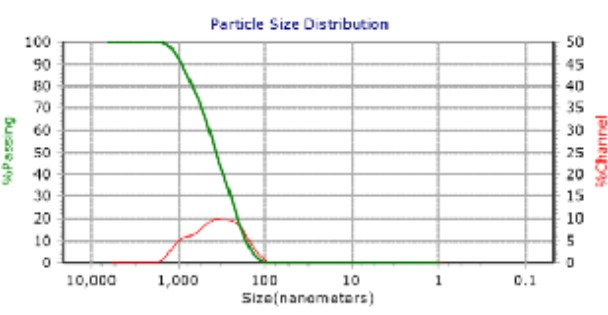 Particle Size Distribution
100 50
90 45
80 40
70 35
60 30
50 25
40 20
30 15
20 10
10 5
0 0
%Passing
%Channel
10,000 1,000 100 10 1 0.1
Size(nanometers)